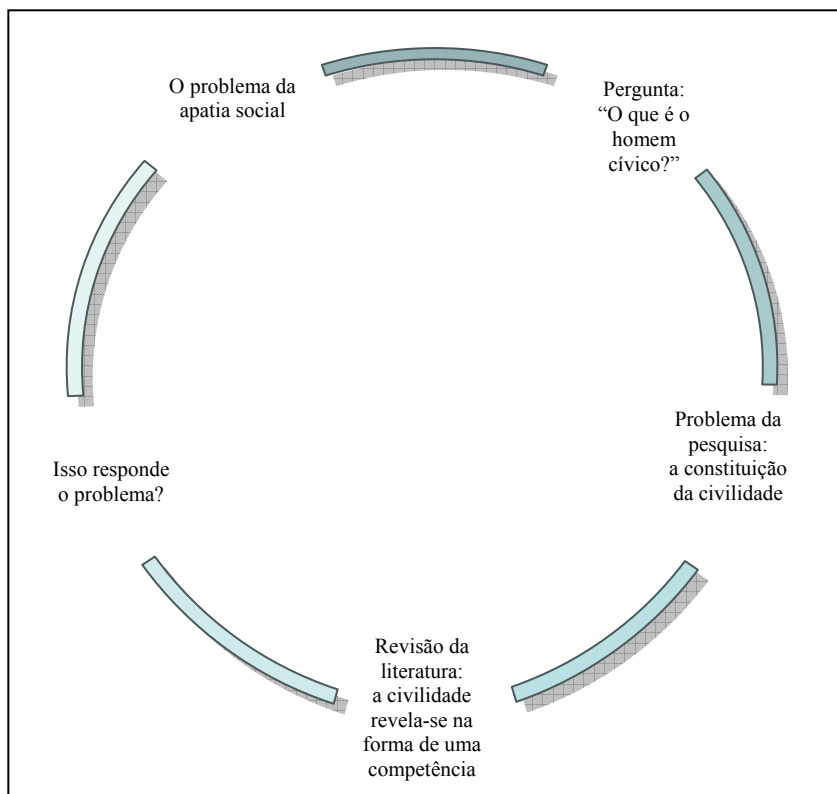 O problema da
apatia social
Pergunta:
“O que é o
homem
cívico?”
Problema da
pesquisa:
a constituição
da civilidade
Revisão da
literatura:
a civilidade
revela-se na
forma de uma
competência
Isso responde
o problema?